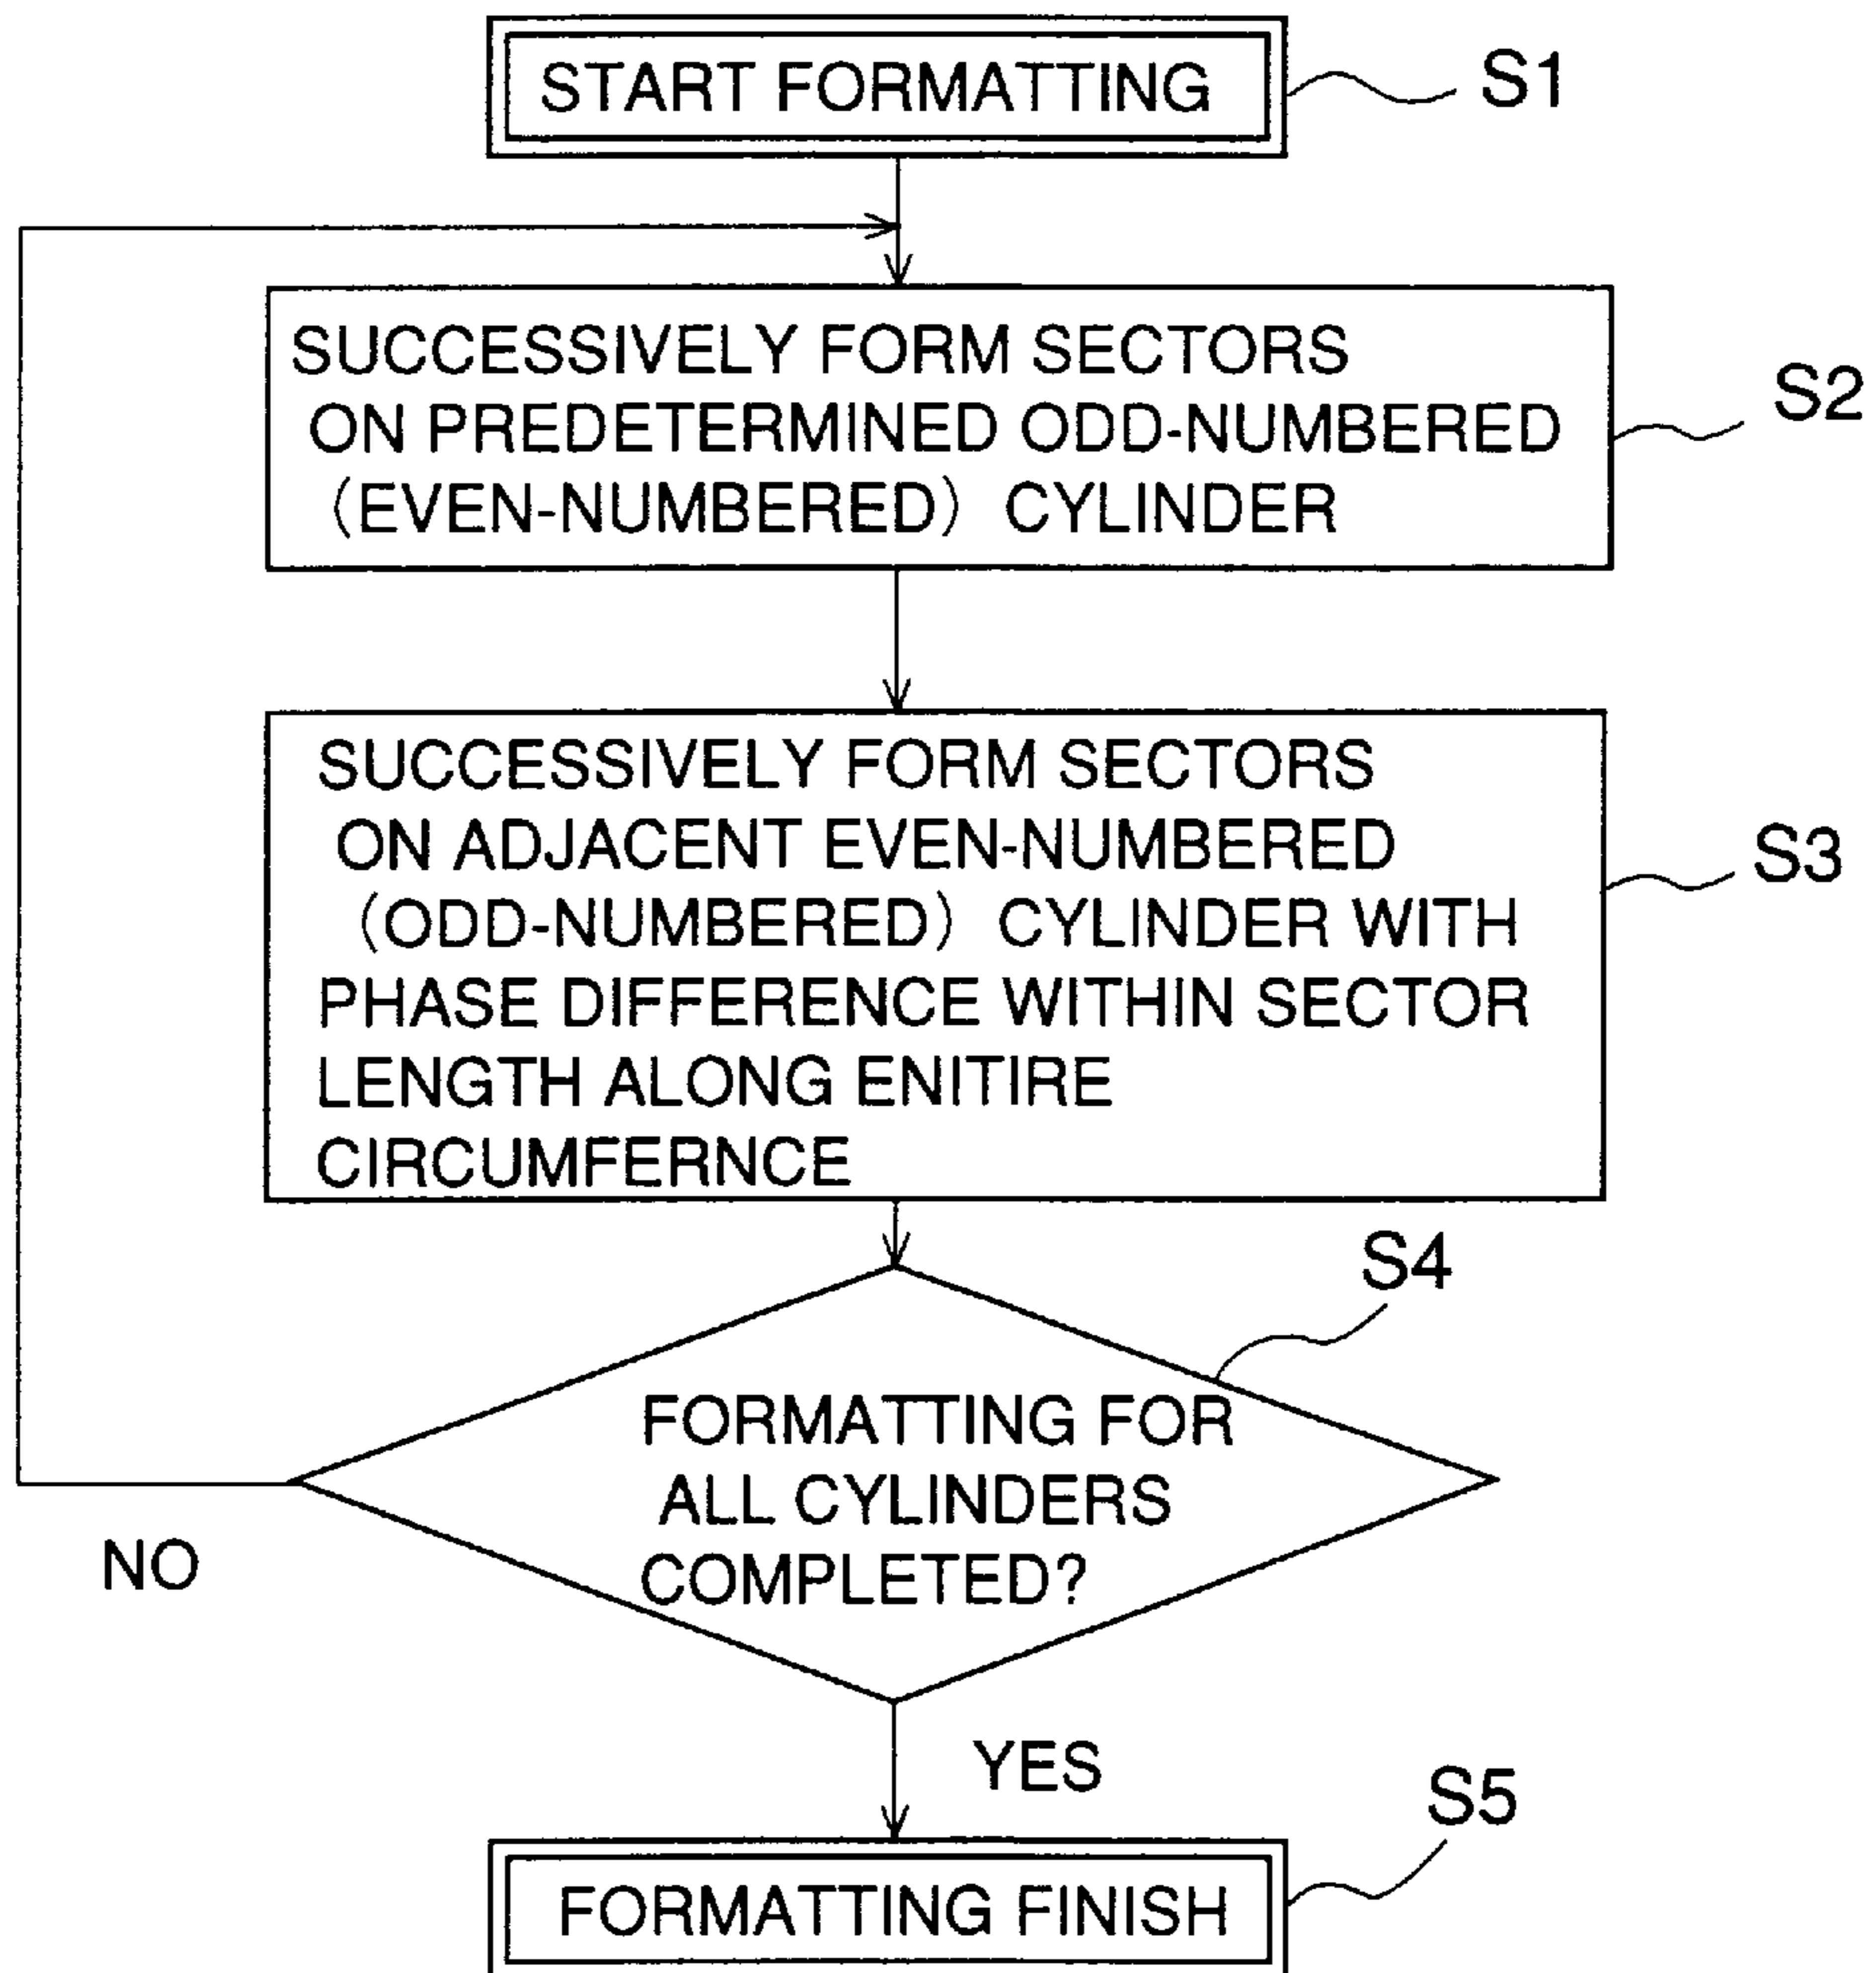 START FORMATTING
S1
SUCCESSIVELY FORM SECTORS
ON PREDETERMINED ODD-NUMBERED
(EVEN-NUMBERED) CYLINDER
S2
SUCCESSIVELY FORM SECTORS
ON ADJACENT EVEN-NUMBERED
(ODD-NUMBERED) CYLINDER WITH
PHASE DIFFERENCE WITHIN SECTOR
LENGTH ALONG ENITIRE
CIRCUMFERNCE
S3
S4
FORMATTING FOR
ALL CYLINDERS
COMPLETED?
NO
YES
S5
FORMATTING FINISH